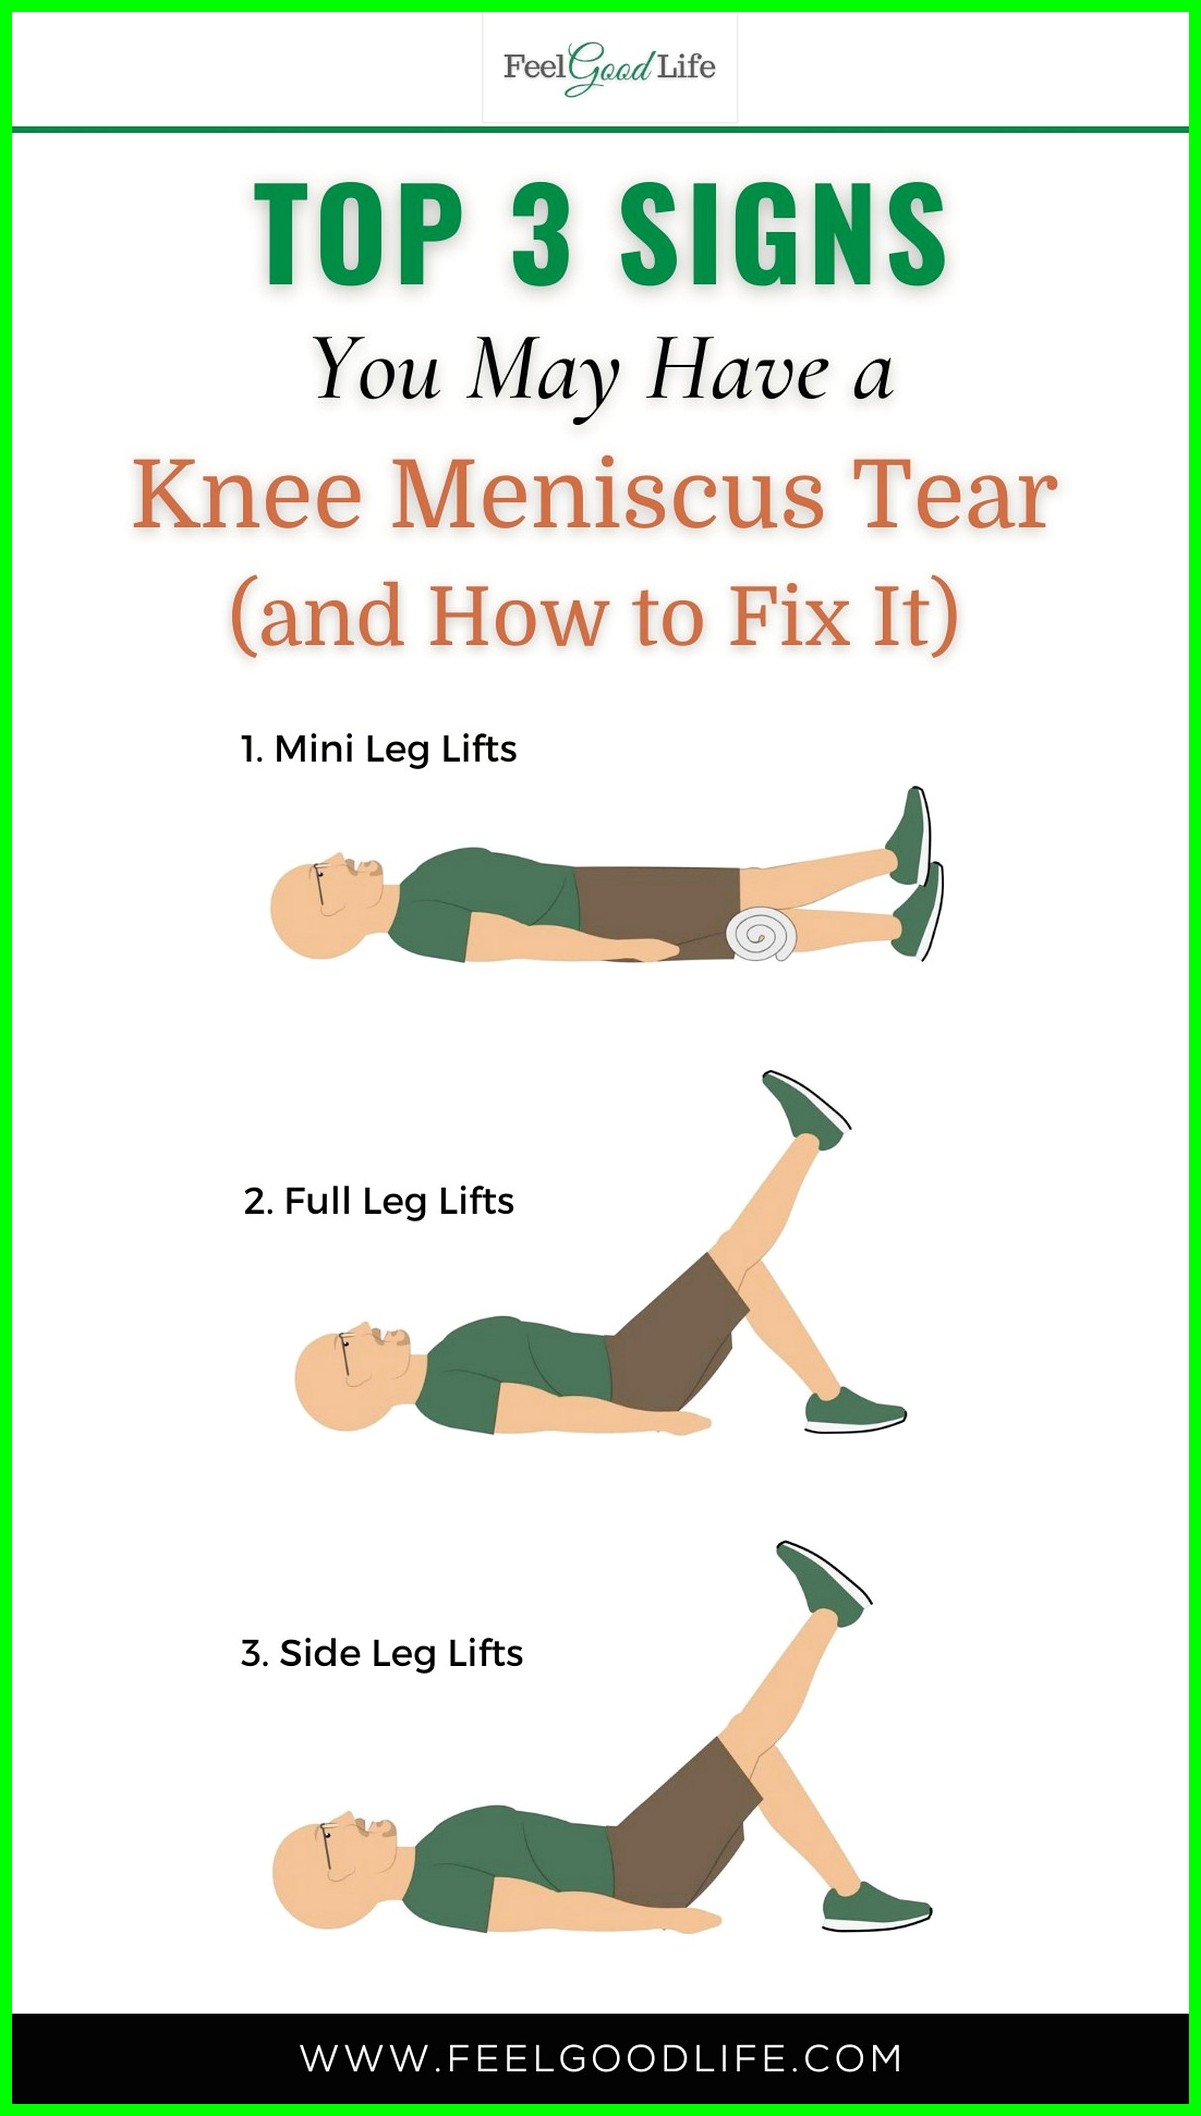 Feel Good Life
TOP 3 SIGNS
You May Have a
Knee Meniscus Tear
(and How to Fix It)
1. Mini Leg Lifts
2. Full Leg Lifts
3. Side Leg Lifts
WWW.FEELGOODLIFE.COM